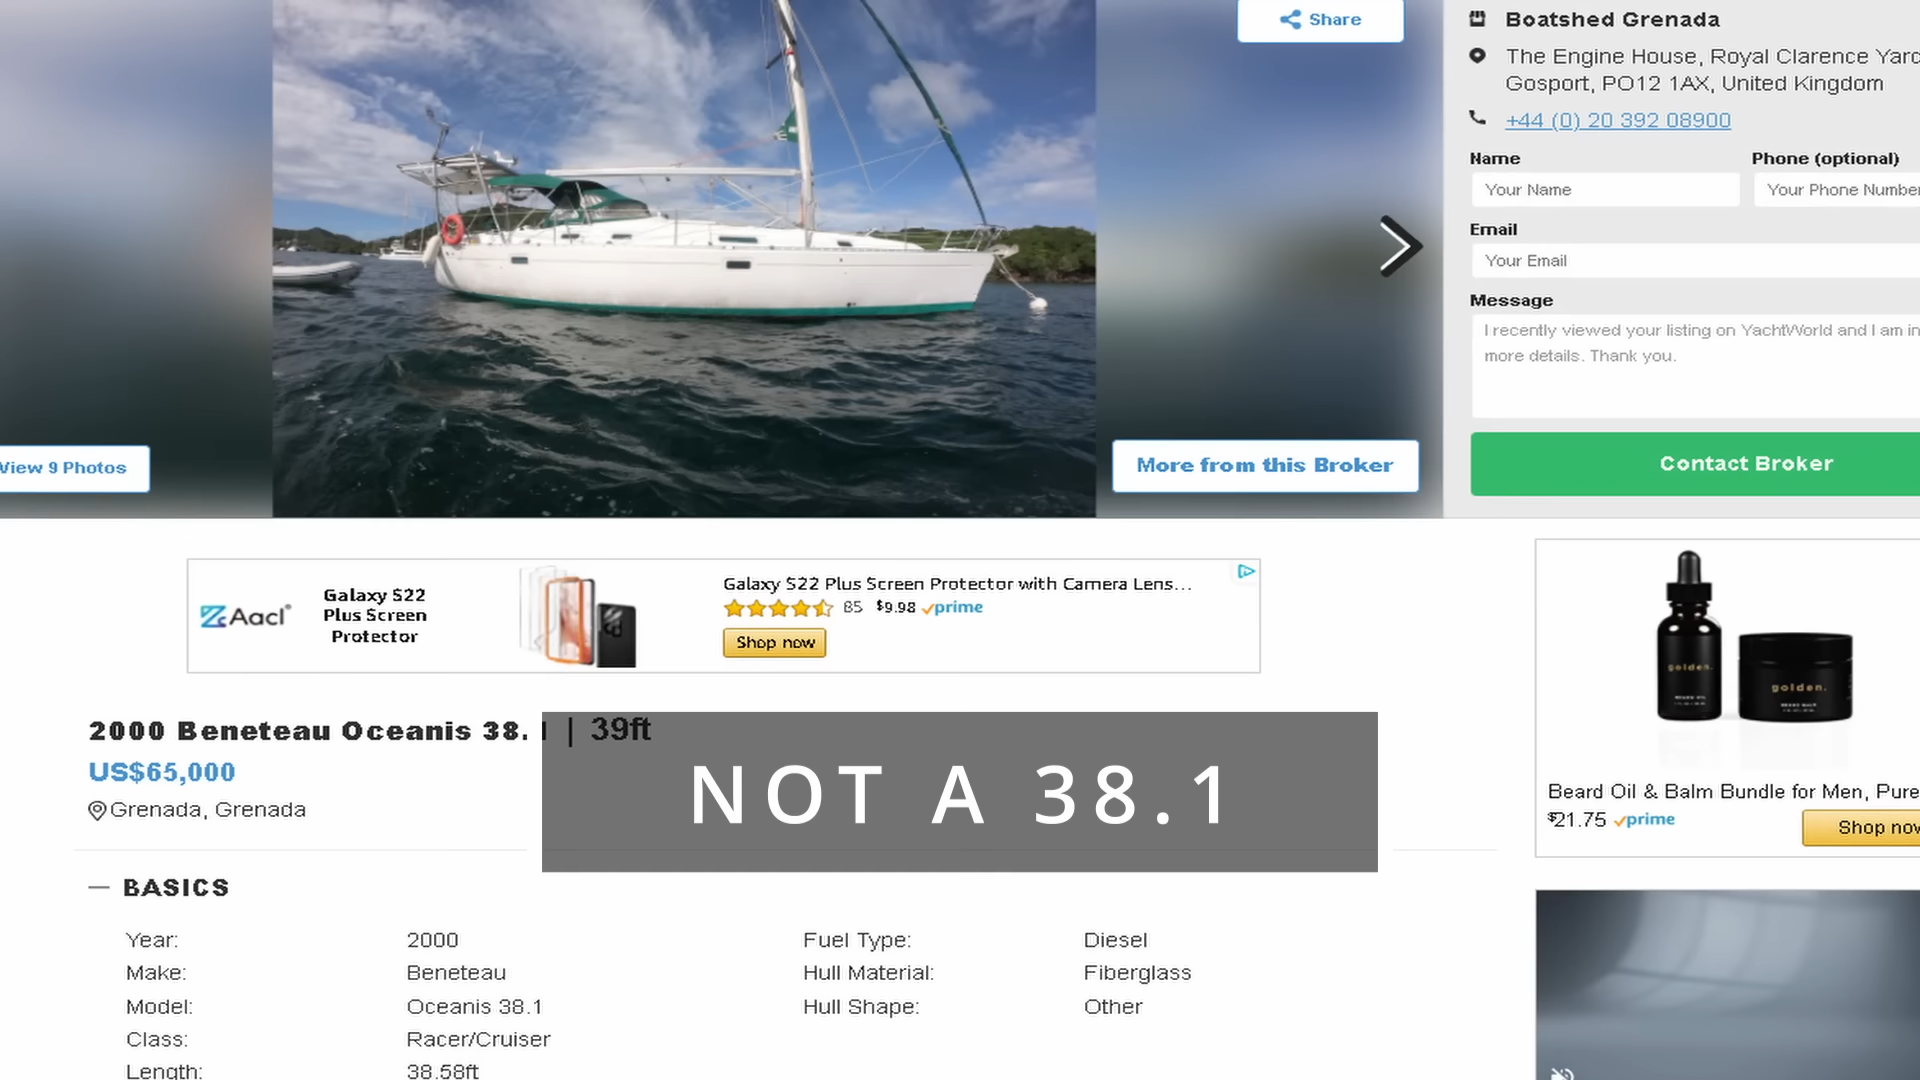 Share
View 9 Photos
More from this Broker
Boatshed Grenada
The Engine House, Royal Clarence Yard
Gosport, PO12 1AX, United Kingdom
+44 (0) 20 392 08900
Name
Phone (optional)
Your Name
Your Phone Number
Email
Your Email
Message
I recently viewed your listing on YachtWorld and I am in
more details. Thank you.
Contact Broker
Aacl
Galaxy S22
Plus Screen
Protector
Galaxy S22 Plus Screen Protector with Camera Lens...
85 $9.98 prime
Shop now
2000 Beneteau Oceanis 38.1 | 39ft
US$65,000
Grenada, Grenada
NOT A 38.1
BASICS
Year: 2000
Make: Beneteau
Model: Oceanis 38.1
Class: Racer/Cruiser
Length: 38.58ft
Fuel Type: Diesel
Hull Material: Fiberglass
Hull Shape: Other
golden.
golden.
Beard Oil & Balm Bundle for Men, Pure
$21.75 prime
Shop now